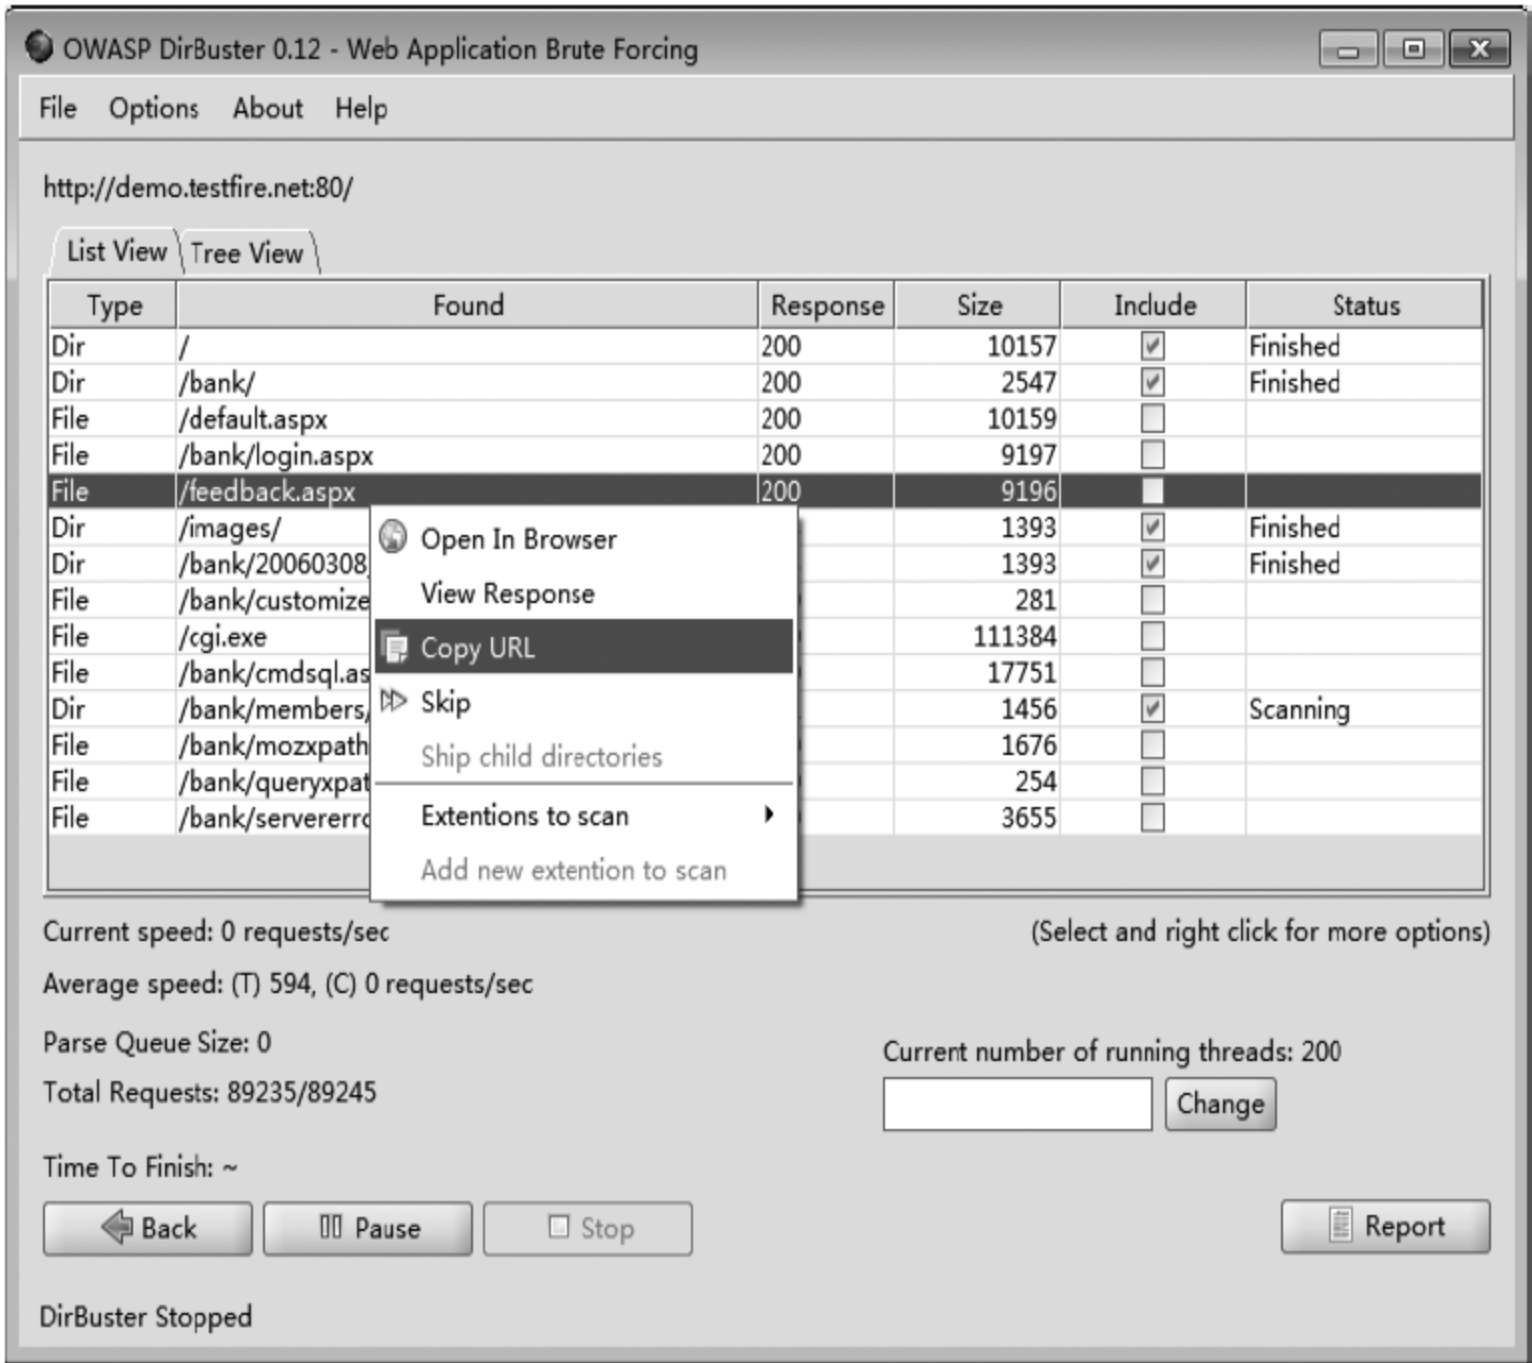 OWASP DirBuster 0.12 - Web Application Brute Forcing
File Options About Help
http://demo.testfire.net:80/
List View Tree View
Type Found Response Size Include Status
Dir / 200 10157 Finished
Dir /bank/ 200 2547 Finished
File /default.aspx 200 10159
File /bank/login.aspx 200 9197
File /feedback.aspx 200 9196
Dir /images/ 1393 Finished
Dir /bank/20060308 1393 Finished
File /bank/customize 281
File /cgi.exe 111384
File /bank/cmdsql.as 17751
Dir /bank/members/ 1456 Scanning
File /bank/mozxpath 1676
File /bank/queryxpat 254
File /bank/servererro 3655
Open In Browser
View Response
Copy URL
Skip
Ship child directories
Extentions to scan
Add new extention to scan
Current speed: 0 requests/sec (Select and right click for more options)
Average speed: (T) 594, (C) 0 requests/sec
Parse Queue Size: 0
Current number of running threads: 200
Total Requests: 89235/89245
Change
Time To Finish: ~
Back Pause Stop Report
DirBuster Stopped